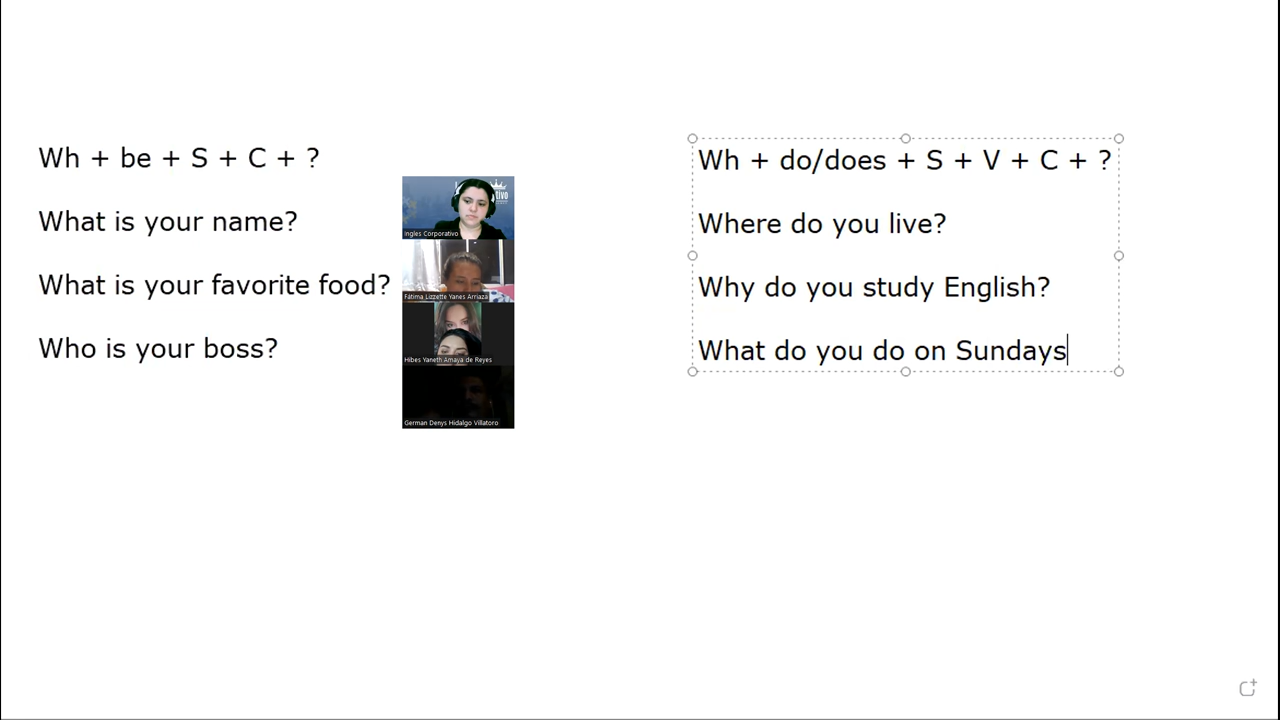 Wh + be + S + C + ?
What is your name?
What is your favorite food?
Who is your boss?
tivo
Ingles Corporativo
Fátima Lizzette Yanes Arriaza
Hibes Yaneth Amaya de Reyes
German Denys Hidalgo Villatoro
Wh + do/does + S + V + C + ?
Where do you live?
Why do you study English?
What do you do on Sundays